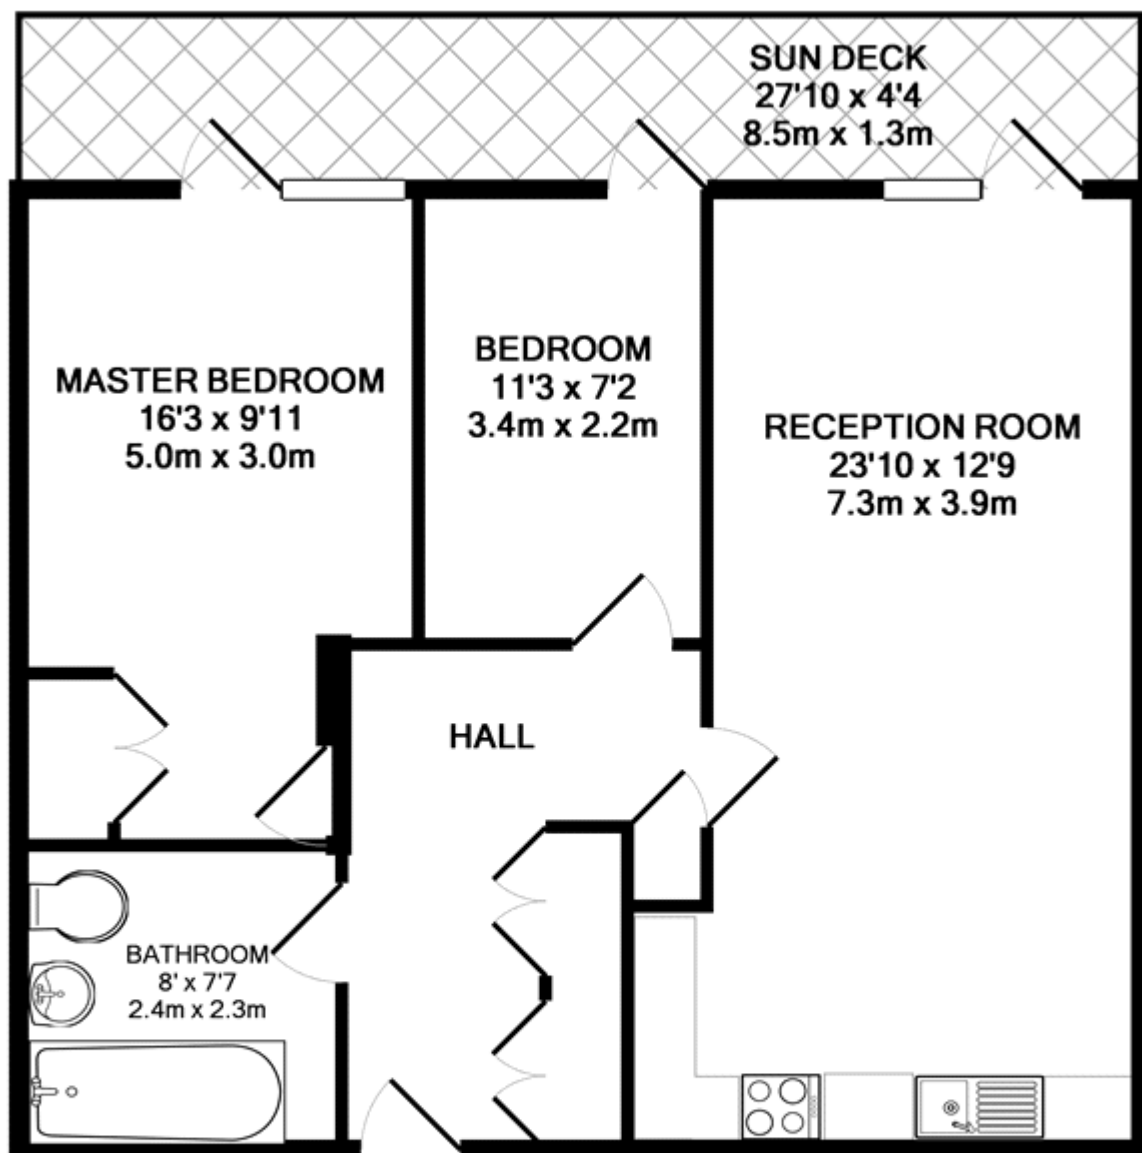 SUN DECK
27'10 x 4'4
8.5m x 1.3m
MASTER BEDROOM
16'3 x 9'11
5.0m x 3.0m
BEDROOM
11'3 x 7'2
3.4m x 2.2m
RECEPTION ROOM
23'10 x 12'9
7.3m x 3.9m
HALL
BATHROOM
8' x 7'7
2.4m x 2.3m